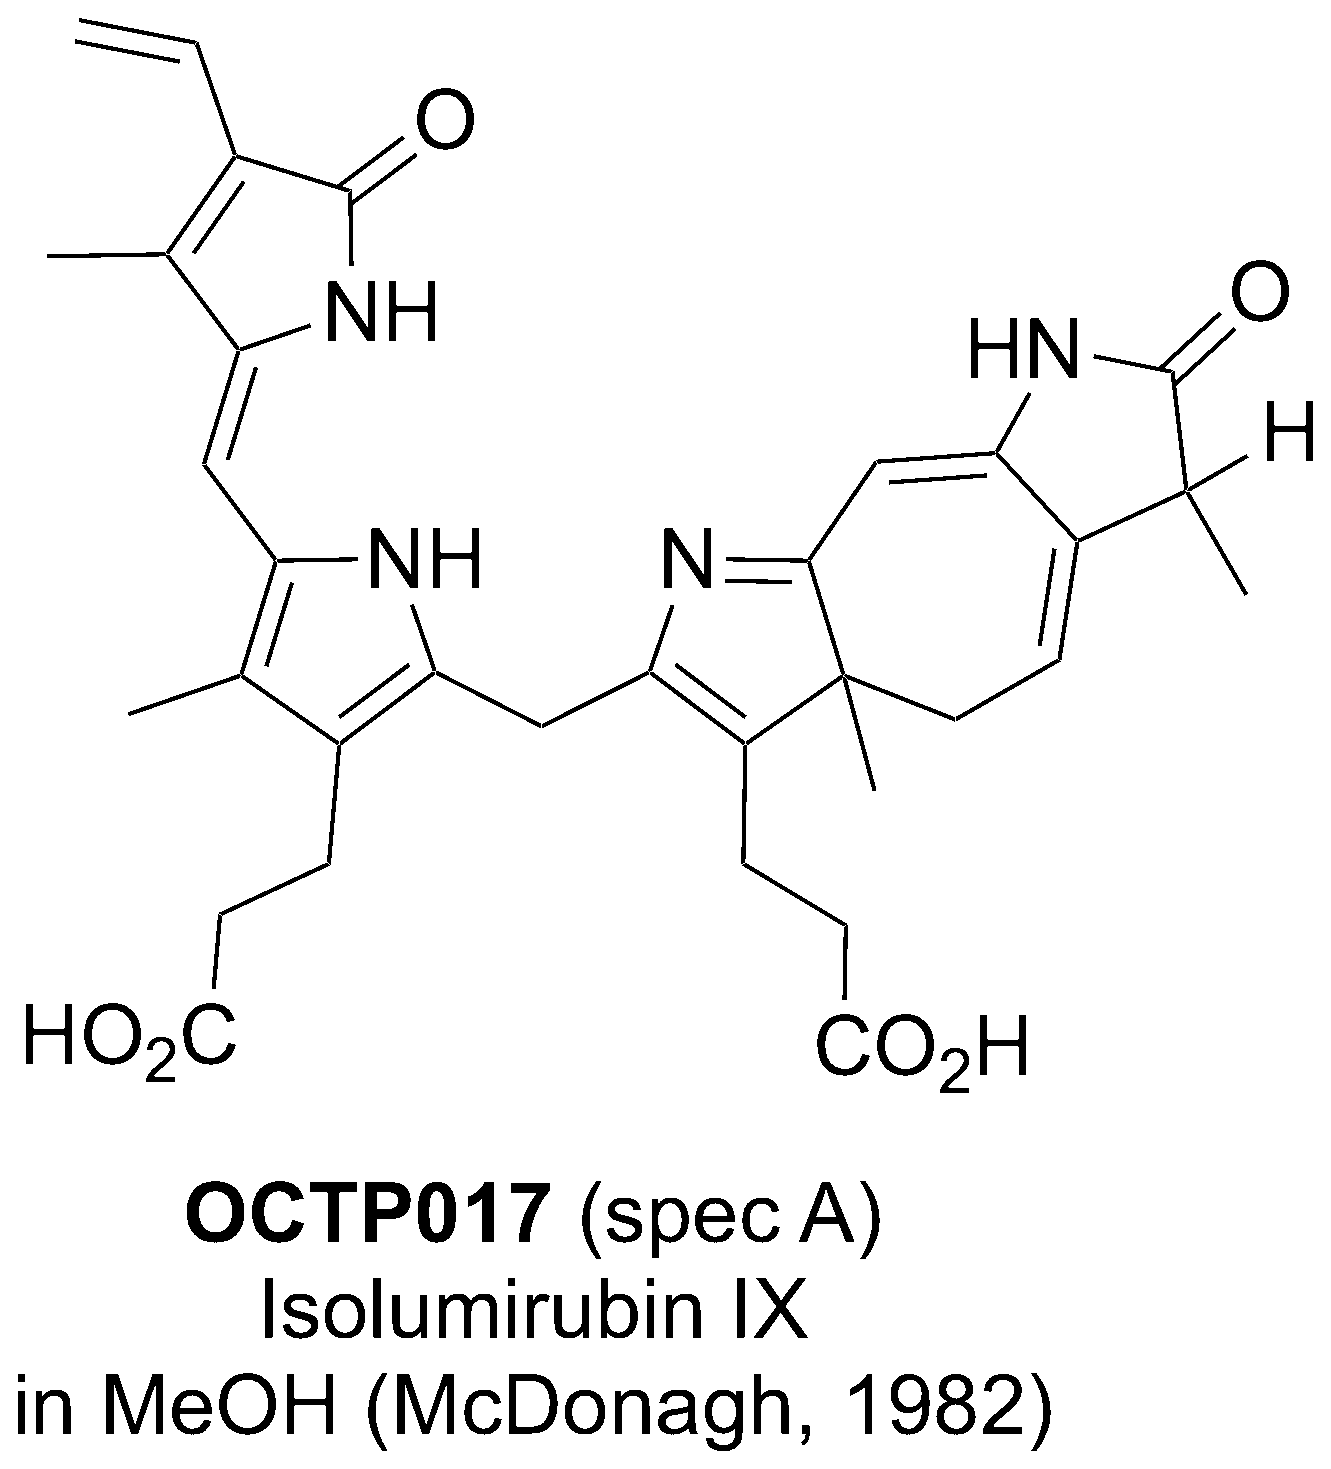 O
NH
HN
O
H
NH
N
HO2C
CO2H
OCTP017 (spec A)
Isolumirubin IX
in MeOH (McDonagh, 1982)